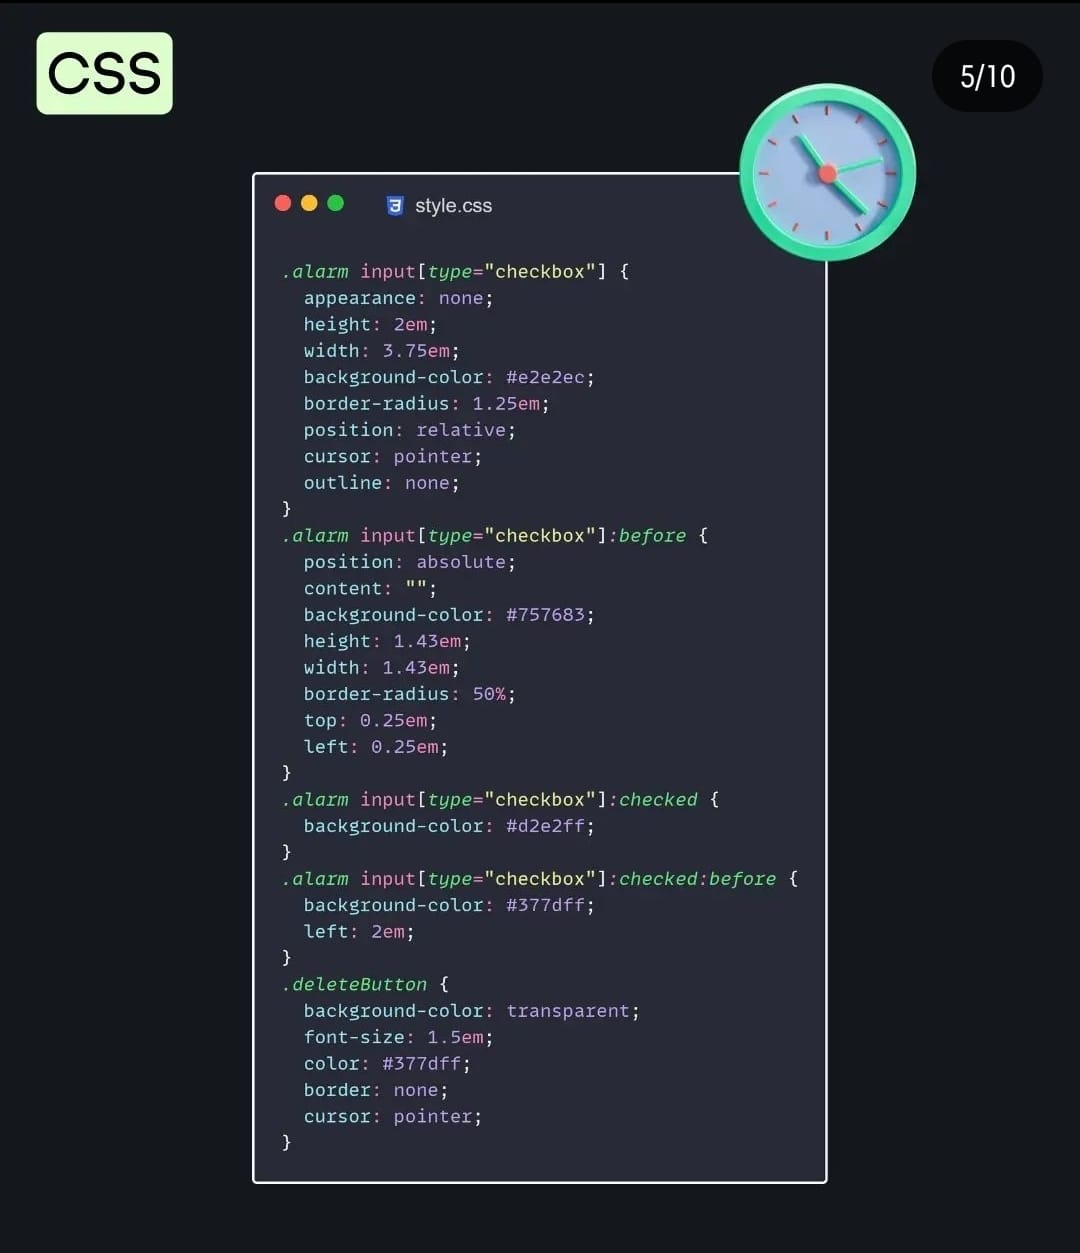 CSS
5/10
style.css
.alarm input[type="checkbox"] {
  appearance: none;
  height: 2em;
  width: 3.75em;
  background-color: #e2e2ec;
  border-radius: 1.25em;
  position: relative;
  cursor: pointer;
  outline: none;
}
.alarm input[type="checkbox"]:before {
  position: absolute;
  content: "";
  background-color: #757683;
  height: 1.43em;
  width: 1.43em;
  border-radius: 50%;
  top: 0.25em;
  left: 0.25em;
}
.alarm input[type="checkbox"]:checked {
  background-color: #d2e2ff;
}
.alarm input[type="checkbox"]:checked:before {
  background-color: #377dff;
  left: 2em;
}
.deleteButton {
  background-color: transparent;
  font-size: 1.5em;
  color: #377dff;
  border: none;
  cursor: pointer;
}